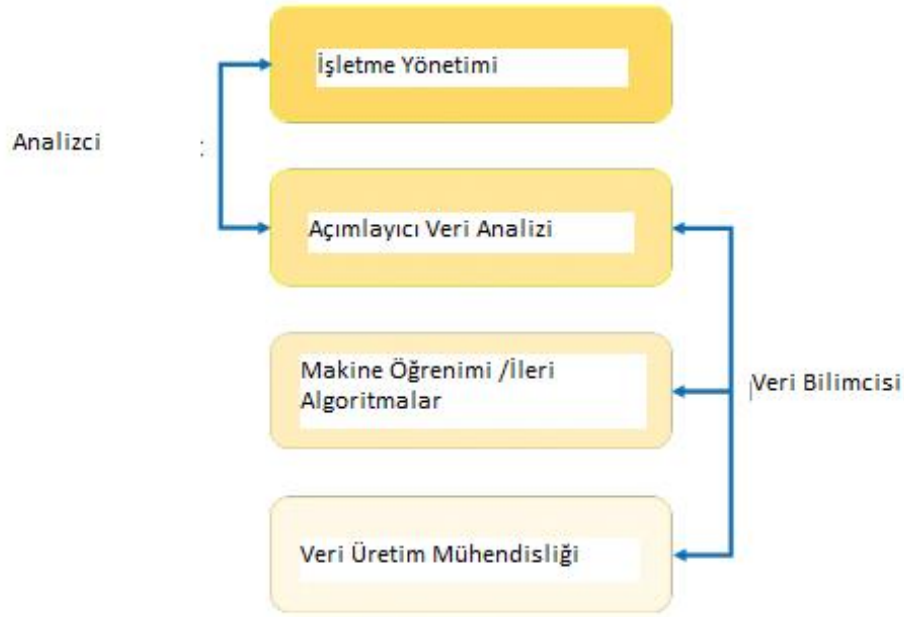 İşletme Yönetimi
Analizci :
Açımlayıcı Veri Analizi
Makine Öğrenimi /İleri
Algoritmalar
Veri Bilimcisi
Veri Üretim Mühendisliği